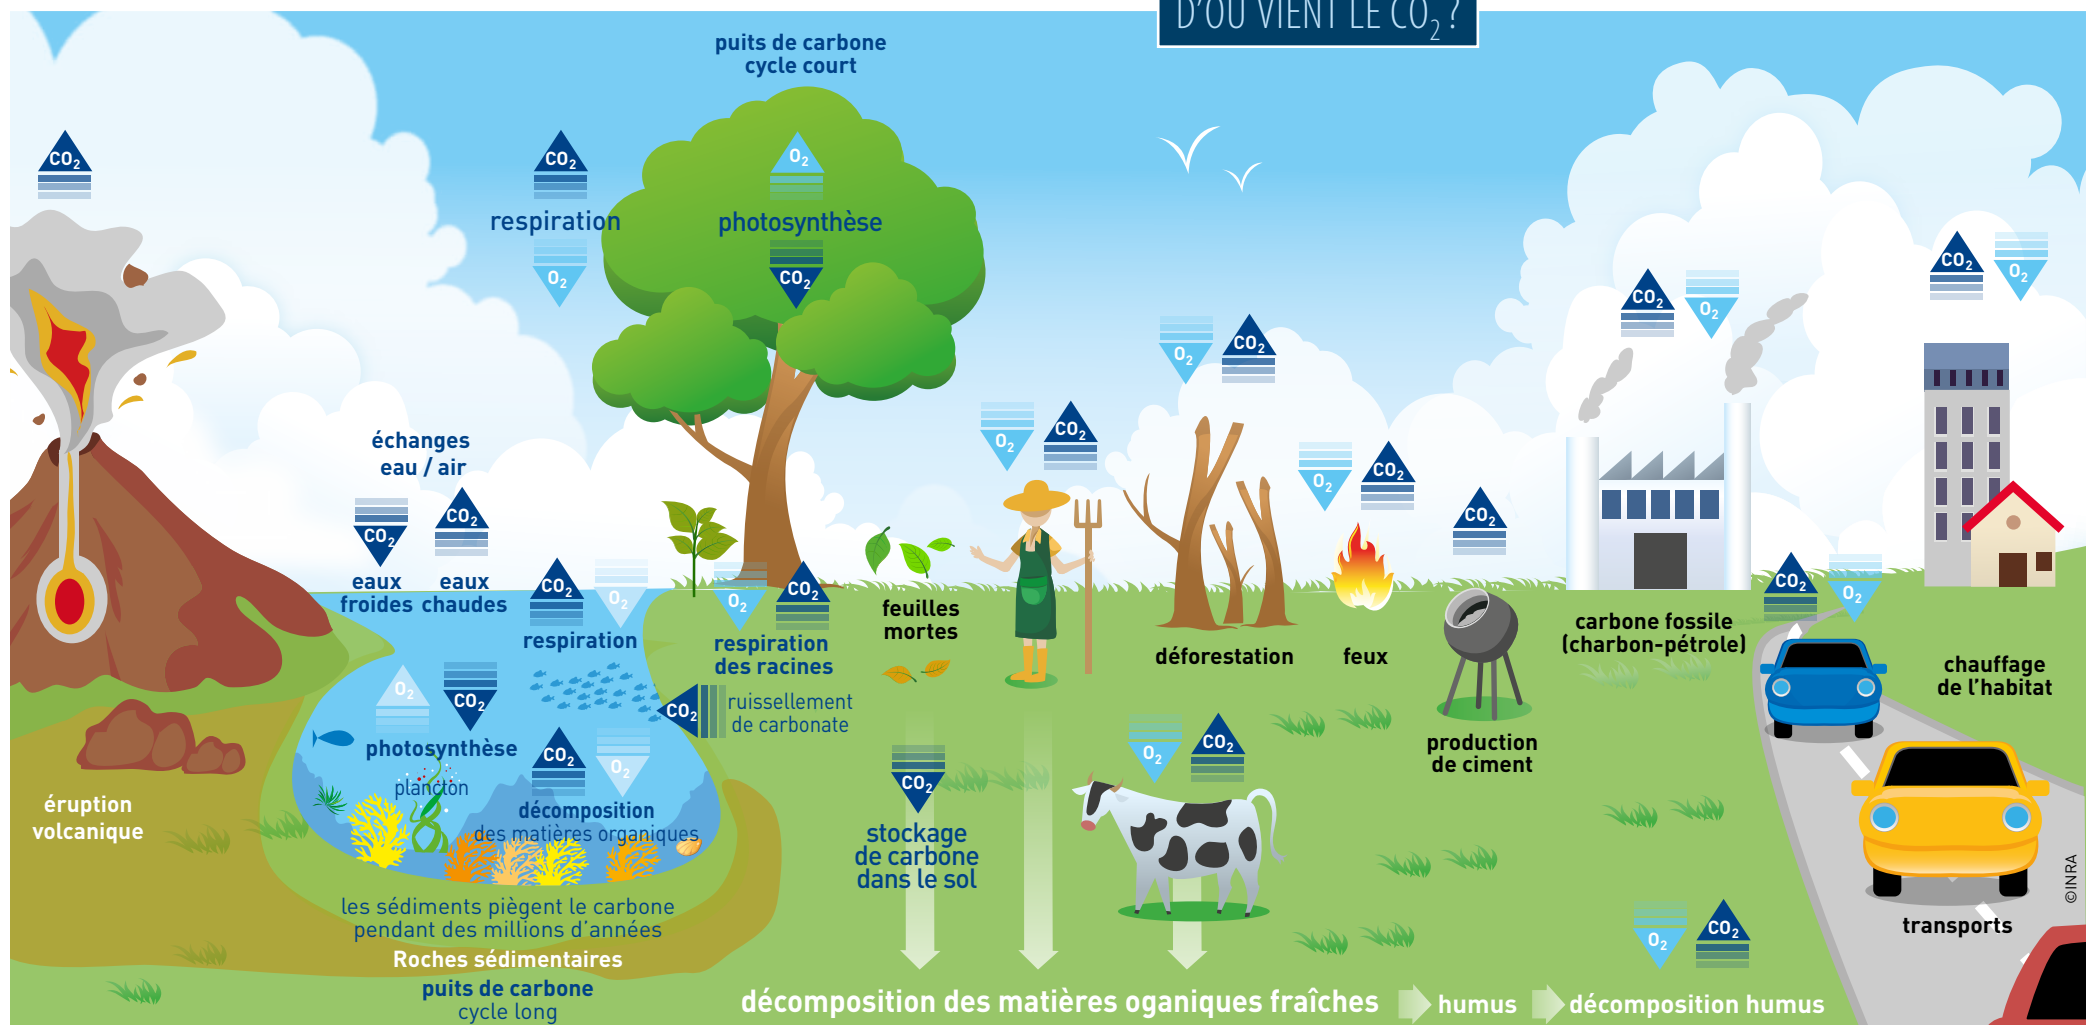 D'OÙ VIENT LE CO₂ ?
puits de carbone
cycle court
CO₂
CO₂
respiration
O₂
O₂
photosynthèse
CO₂
CO₂
O₂
CO₂
O₂
O₂
CO₂
O₂
CO₂
O₂
CO₂
CO₂
échanges
eau / air
CO₂
CO₂
eaux
froides
eaux
chaudes
CO₂
O₂
respiration
O₂
CO₂
respiration
des racines
CO₂
ruissellement
de carbonate
O₂
CO₂
photosynthèse
plancton
CO₂
O₂
décomposition
des matières organiques
éruption
volcanique
les sédiments piègent le carbone
pendant des millions d'années
Roches sédimentaires
puits de carbone
cycle long
feuilles
mortes
CO₂
stockage
de carbone
dans le sol
O₂
CO₂
déforestation
feux
production
de ciment
carbone fossile
(charbon-pétrole)
CO₂
O₂
chauffage
de l'habitat
transports
O₂
CO₂
décomposition des matières oganiques fraîches
humus
décomposition humus
©INRA